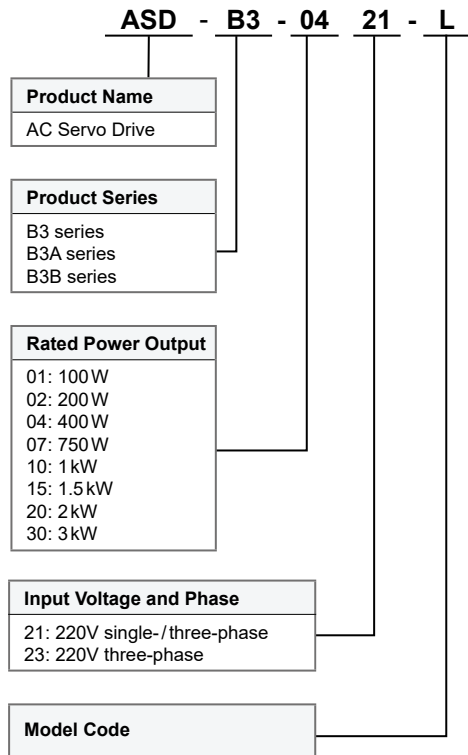 ASD - B3 - 04 21 - L
Product Name
AC Servo Drive
Product Series
B3 series
B3A series
B3B series
Rated Power Output
01: 100 W
02: 200 W
04: 400 W
07: 750 W
10: 1 kW
15: 1.5 kW
20: 2 kW
30: 3 kW
Input Voltage and Phase
21: 220V single-/three-phase
23: 220V three-phase
Model Code